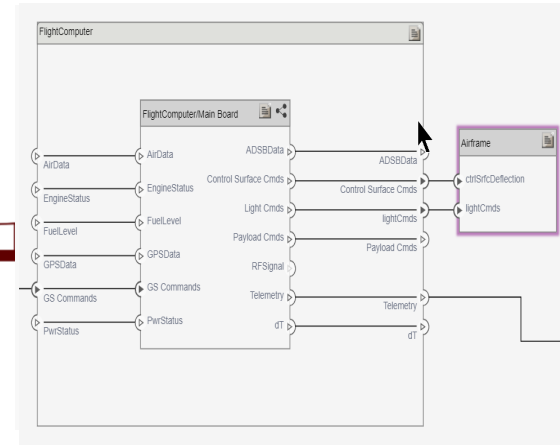 FlightComputer
FlightComputer/Main Board
Airframe
AirData
AirData
ADSBData
ADSBData
ctrlSrfcDeflection
EngineStatus
EngineStatus
Control Surface Cmds
Control Surface Cmds
FuelLevel
FuelLevel
Light Cmds
lightCmds
lightCmds
GPSData
GPSData
Payload Cmds
Payload Cmds
RFSignal
GS Commands
GS Commands
Telemetry
Telemetry
PwrStatus
PwrStatus
dT
dT